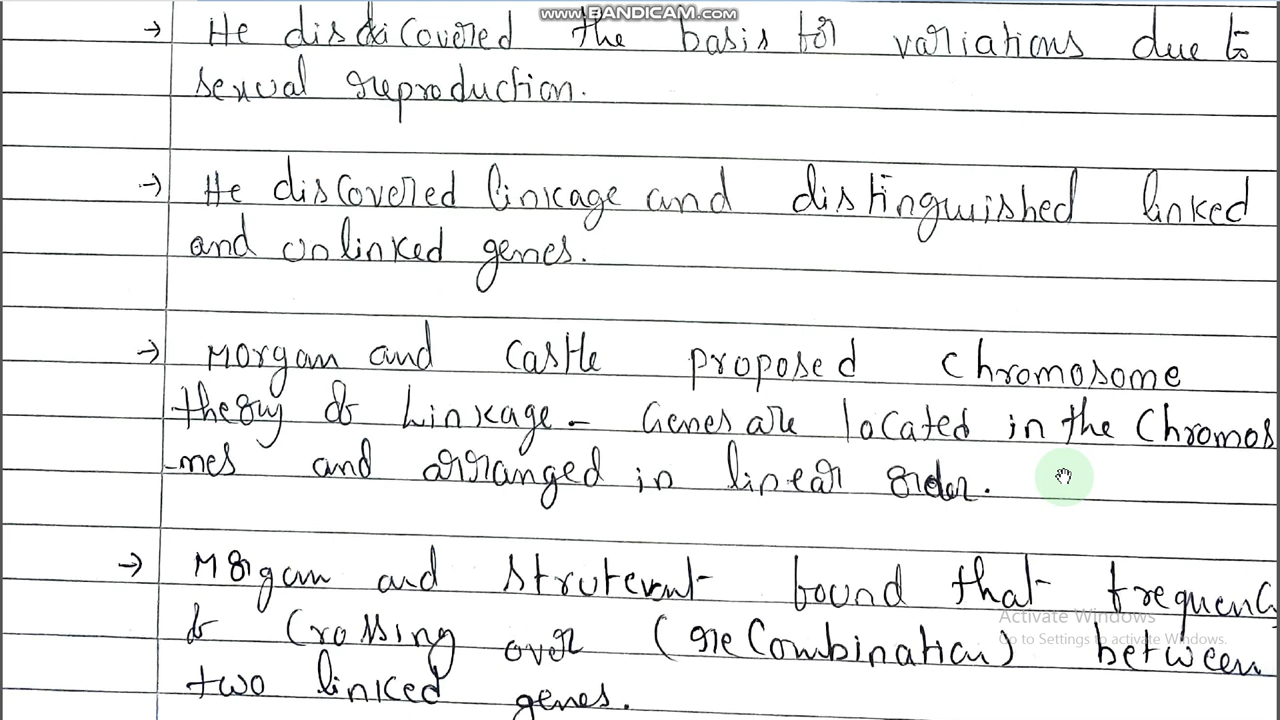 www.BANDICAM.com
→ He disdicovered the basis for variations due to
sexual reproduction.
→ He discovered linkage and distinguished linked
and unlinked genes.
→ Morgan and Castle proposed Chromosome
theory of Linkage - Genes are located in the Chromos
-mes and arranged in linear order.
→ Morgan and found that frequenc
of Crossing over (reCombination) between
two linked genes.
Activate Windows
Go to Settings to activate Windows.